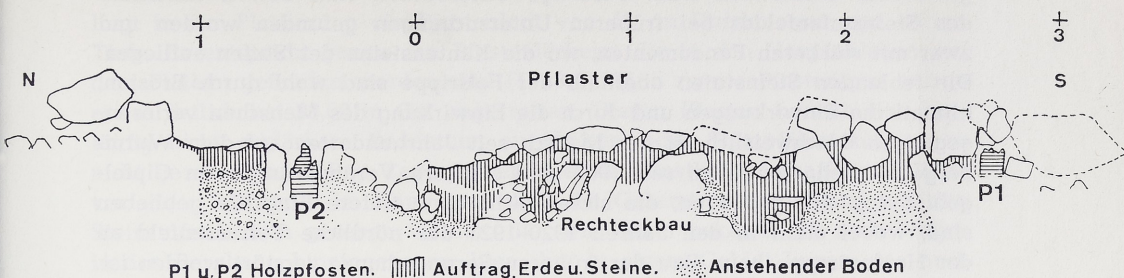 1 0 1 2 3
N Pflaster S
P2 P1
Rechteckbau
P1 u. P2 Holzpfosten. Auftrag, Erde u. Steine. Anstehender Boden